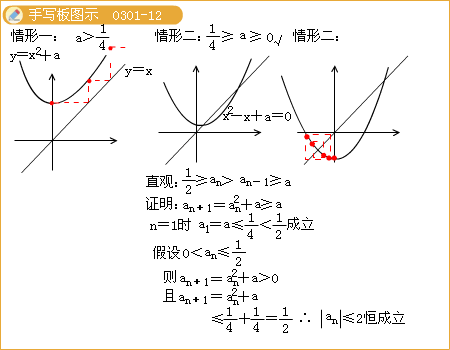 手写板图示 0301-12
情形一： a>1/4 情形二：1/4≥a≥0√ 情形二：
y=x²+a
y=x
x²-x+a=0
直观：1/2≥aₙ>aₙ₋₁≥a
证明：aₙ₊₁=aₙ²+a≥a
n=1时 a₁=a≤1/4<1/2成立
假设0<aₙ≤1/2
则aₙ₊₁=aₙ²+a>0
且aₙ₊₁=aₙ²+a
≤1/4+1/4=1/2 ∴ |aₙ|≤2恒成立